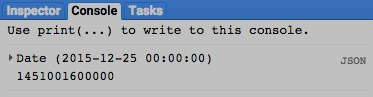 Inspector Console Tasks
Use print(...) to write to this console.
Date (2015-12-25 00:00:00) JSON
1451001600000